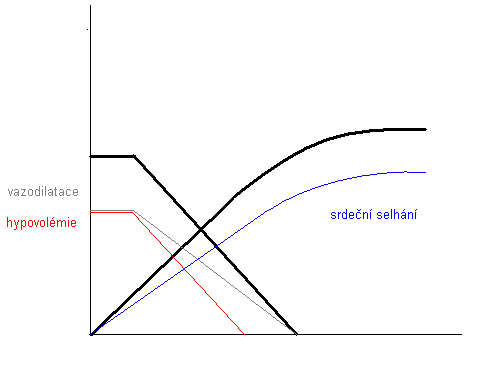 vazodilatace
hypovolémie
srdeční selhání